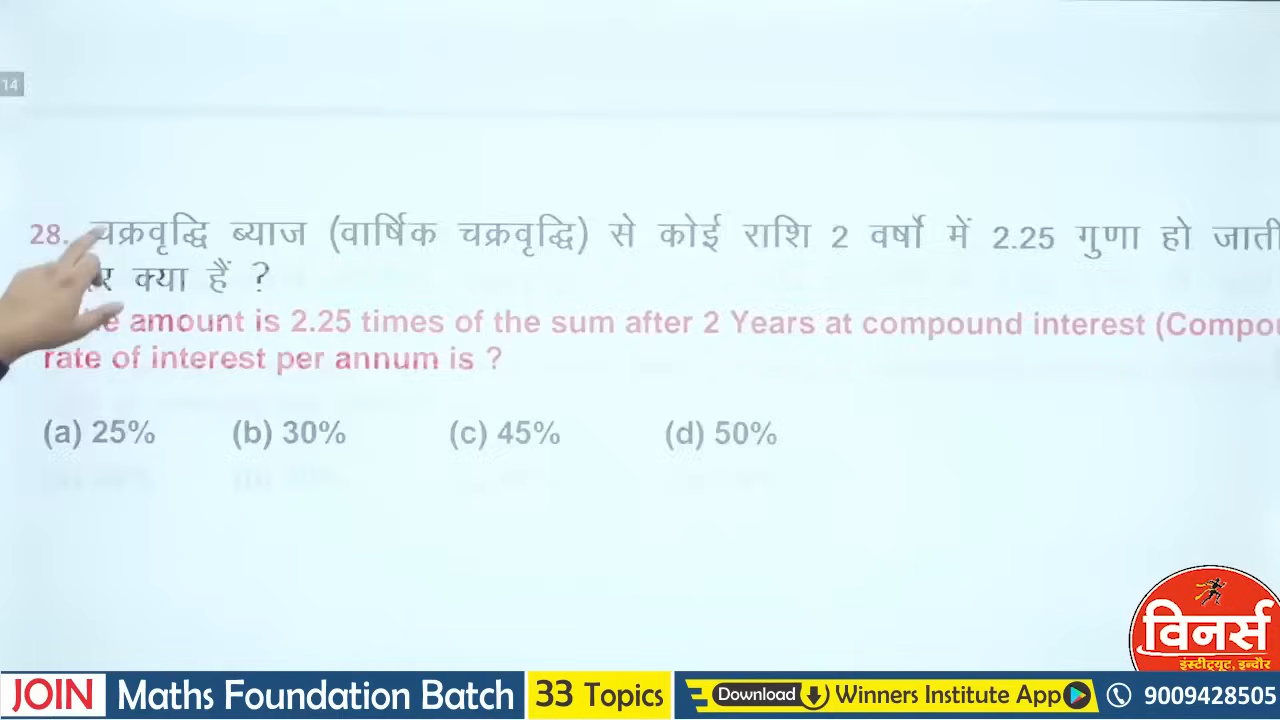 14
28. चक्रवृद्धि ब्याज (वार्षिक चक्रवृद्धि) से कोई राशि 2 वर्षों में 2.25 गुणा हो जाती
क्या हैं ?
amount is 2.25 times of the sum after 2 Years at compound interest (Compo
rate of interest per annum is ?
(a) 25% (b) 30% (c) 45% (d) 50%
विनर्स
इंस्टीट्यूट, इन्दौर
JOIN Maths Foundation Batch 33 Topics Download Winners Institute App 9009428505